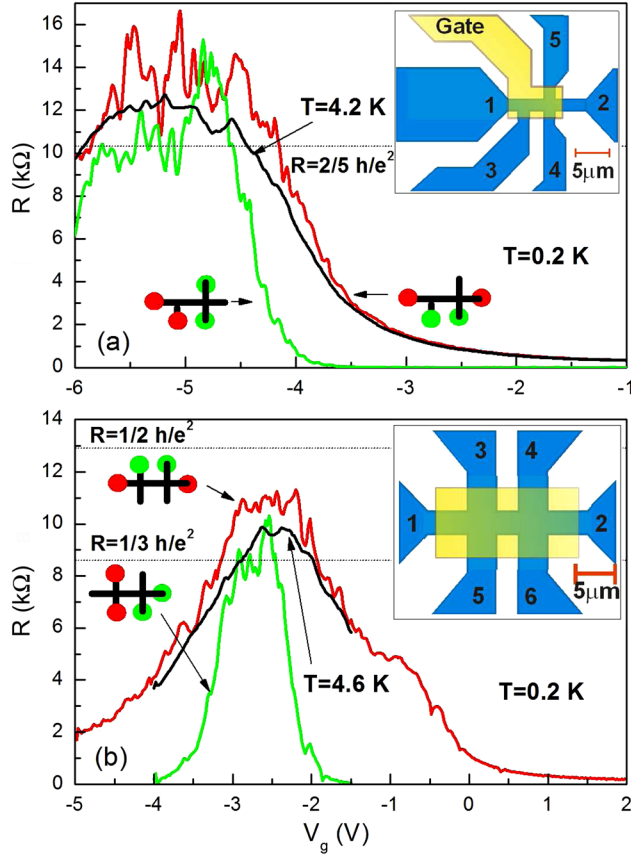 16
14
12
10
8
6
4
2
0
R (kΩ)
Gate
5
1
2
3
4
5μm
T=4.2 K
R=2/5 h/e²
T=0.2 K
(a)
-6
-5
-4
-3
-2
-1
14
12
10
8
6
4
2
0
R (kΩ)
R=1/2 h/e²
R=1/3 h/e²
3
4
1
2
5
6
5μm
T=4.6 K
T=0.2 K
(b)
-5
-4
-3
-2
-1
0
1
2
Vg (V)